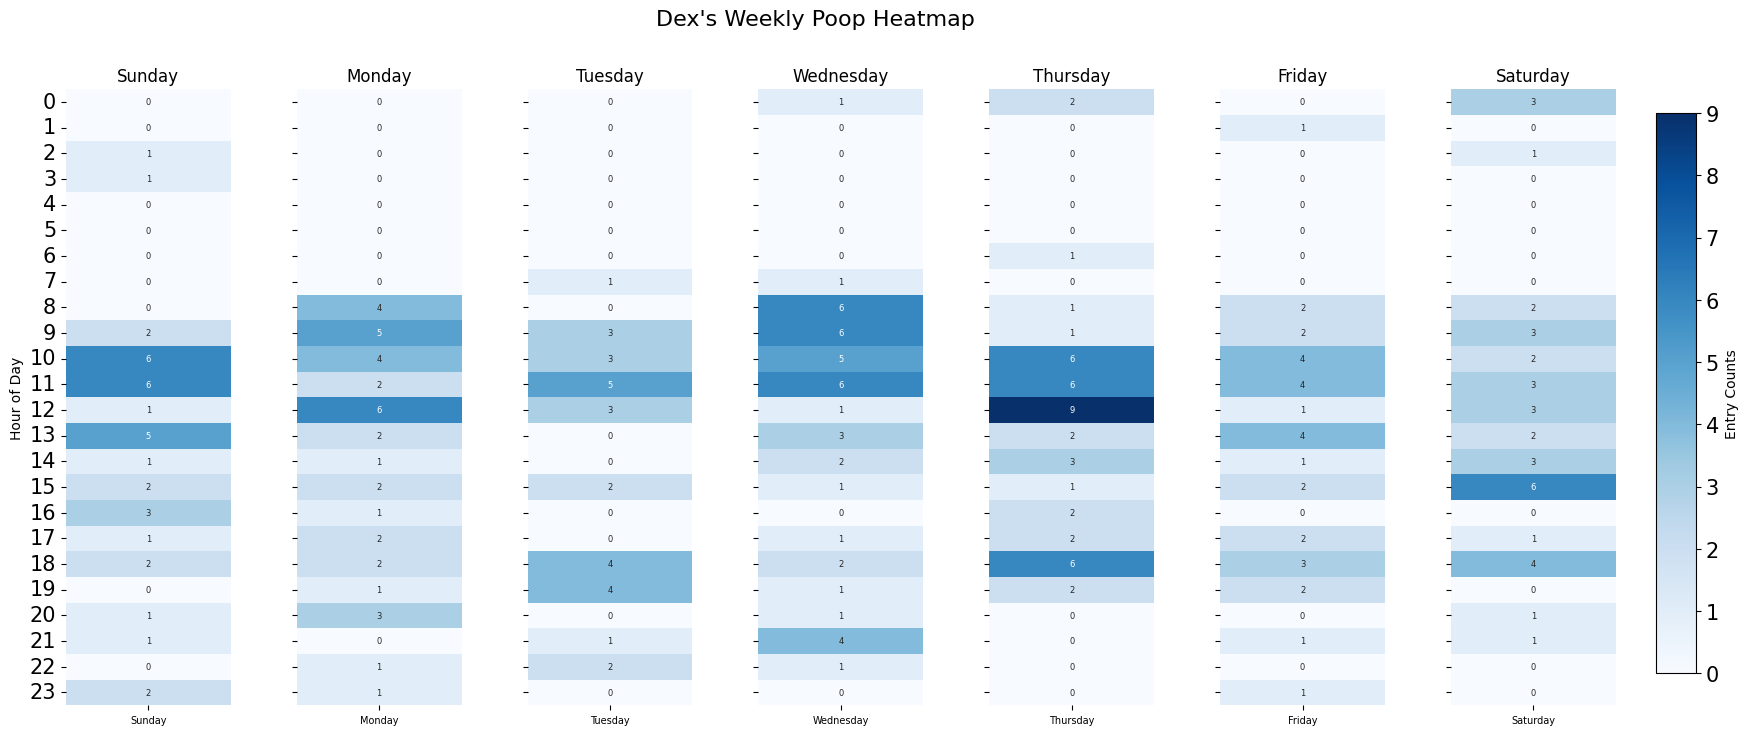 Dex's Weekly Poop Heatmap
Sunday Monday Tuesday Wednesday Thursday Friday Saturday
0 0 0 0 1 2 0 3
1 0 0 0 0 0 1 0
2 1 0 0 0 0 0 1
3 1 0 0 0 0 0 0
4 0 0 0 0 0 0 0
5 0 0 0 0 0 0 0
6 0 0 0 0 1 0 0
7 0 0 1 1 0 0 0
8 0 4 0 6 1 2 2
9 2 5 3 6 1 2 3
10 6 4 3 5 6 4 2
11 6 2 5 6 6 4 3
12 1 6 3 1 9 1 3
13 5 2 0 3 2 4 2
14 1 1 0 2 3 1 3
15 2 2 2 1 1 2 6
16 3 1 0 0 2 0 0
17 1 2 0 1 2 2 1
18 2 2 4 2 6 3 4
19 0 1 4 1 2 2 0
20 1 3 0 1 0 0 1
21 1 0 1 4 0 1 1
22 0 1 2 1 0 0 0
23 2 1 0 0 0 1 0
Sunday Monday Tuesday Wednesday Thursday Friday Saturday
Hour of Day
9
8
7
6
5
4
3
2
1
0
Entry Counts